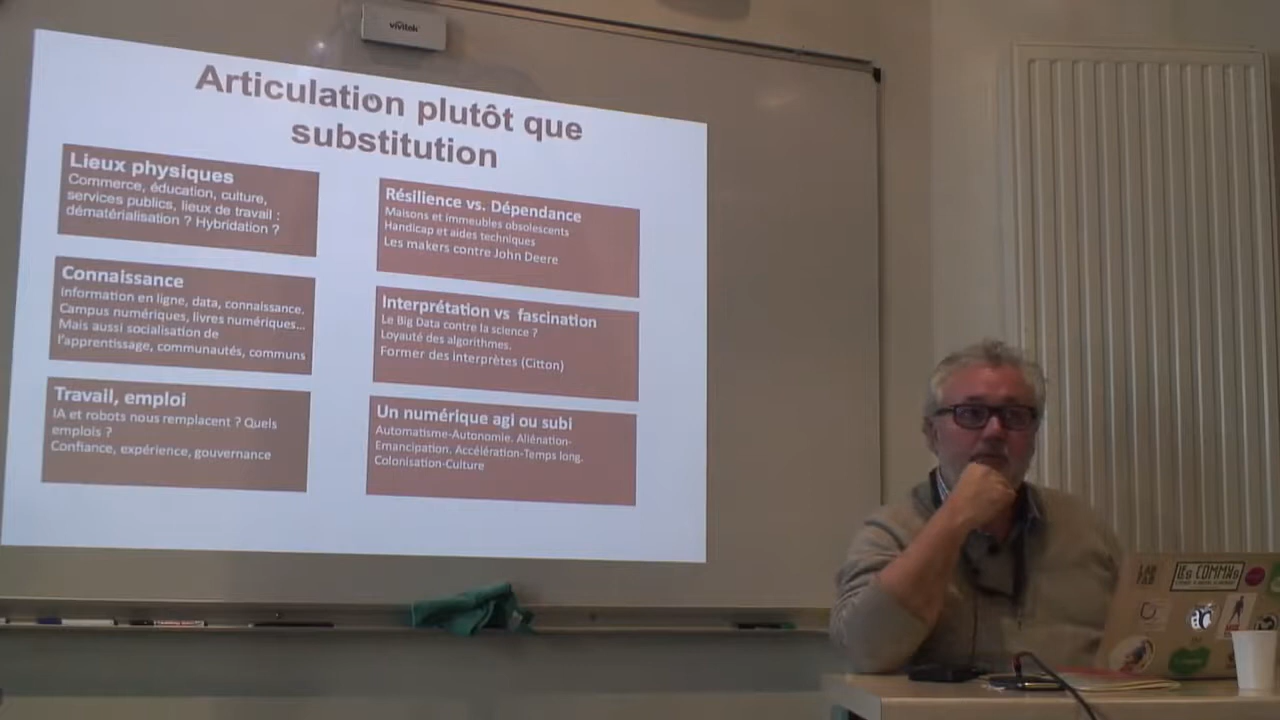 vivitek
Articulation plutôt que
substitution
Lieux physiques
Commerce, éducation, culture,
services publics, lieux de travail :
dématérialisation ? Hybridation ?
Connaissance
Information en ligne, data, connaissance.
Campus numériques, livres numériques...
Mais aussi socialisation de
l'apprentissage, communautés, communs
Travail, emploi
IA et robots nous remplacent ? Quels
emplois ?
Confiance, expérience, gouvernance
Résilience vs. Dépendance
Maisons et immeubles obsolescents
Handicap et aides techniques
Les makers contre John Deere
Interprétation vs fascination
Le Big Data contre la science ?
Loyauté des algorithmes.
Former des interprètes (Citton)
Un numérique agi ou subi
Automatisme-Autonomie. Aliénation-
Emancipation. Accélération-Temps long.
Colonisation-Culture
LAB
FAB
LES COMMUNS